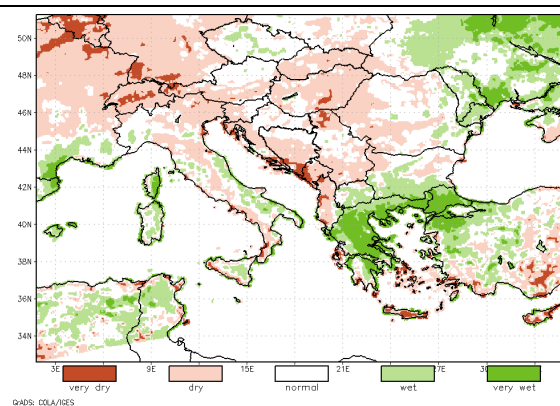 50N
48N
46N
44N
42N
40N
38N
36N
34N
3E 9E 15E 21E 27E
very dry dry normal wet very wet
GrADS: COLA/IGES